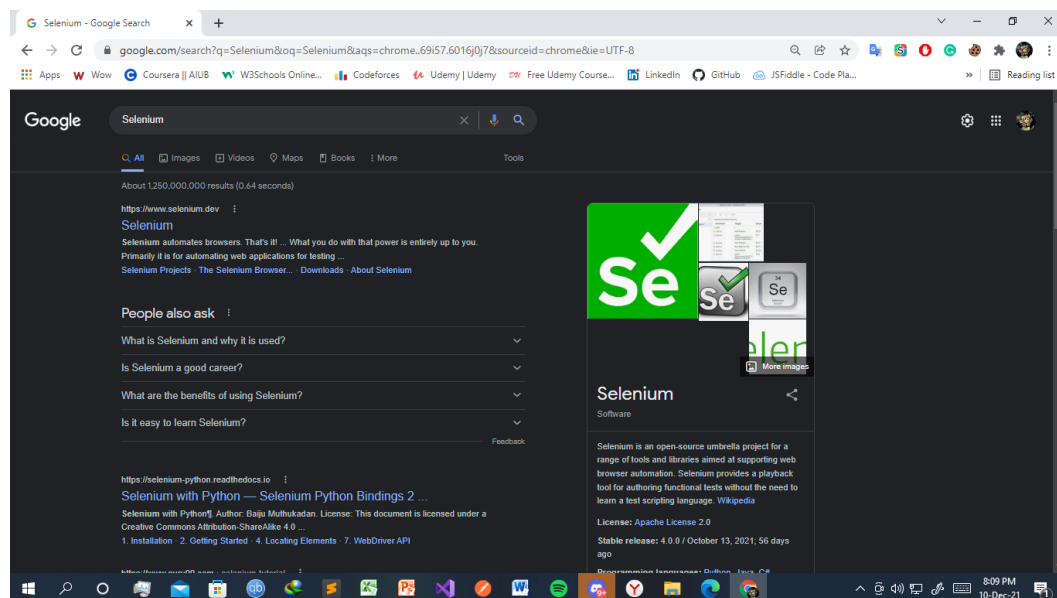 Selenium - Google Search
google.com/search?q=Selenium&oq=Selenium&aqs=chrome..69i57.6016j0j7&sourceid=chrome&ie=UTF-8
Apps W Wow Coursera || AIUB W3Schools Online... Codeforces Udemy | Udemy Free Udemy Course... LinkedIn GitHub JSFiddle - Code Pla... » Reading list
Google Selenium
All Images Videos Maps Books More Tools
About 1,250,000,000 results (0.64 seconds)
https://www.selenium.dev
Selenium
Selenium automates browsers. That's it! ... What you do with that power is entirely up to you.
Primarily it is for automating web applications for testing ...
Selenium Projects · The Selenium Browser... · Downloads · About Selenium
People also ask
What is Selenium and why it is used?
Is Selenium a good career?
What are the benefits of using Selenium?
Is it easy to learn Selenium?
Feedback
https://selenium-python.readthedocs.io
Selenium with Python — Selenium Python Bindings 2 ...
Selenium with Python¶. Author: Baiju Muthukadan. License: This document is licensed under a
Creative Commons Attribution-ShareAlike 4.0 ...
1. Installation · 2. Getting Started · 4. Locating Elements · 7. WebDriver API
Se
Se
34
Se
elen
More images
Selenium
Software
Selenium is an open-source umbrella project for a
range of tools and libraries aimed at supporting web
browser automation. Selenium provides a playback
tool for authoring functional tests without the need to
learn a test scripting language. Wikipedia
License: Apache License 2.0
Stable release: 4.0.0 / October 13, 2021; 56 days
ago
Programming languages: Python, Java, C#
8:09 PM
10-Dec-21